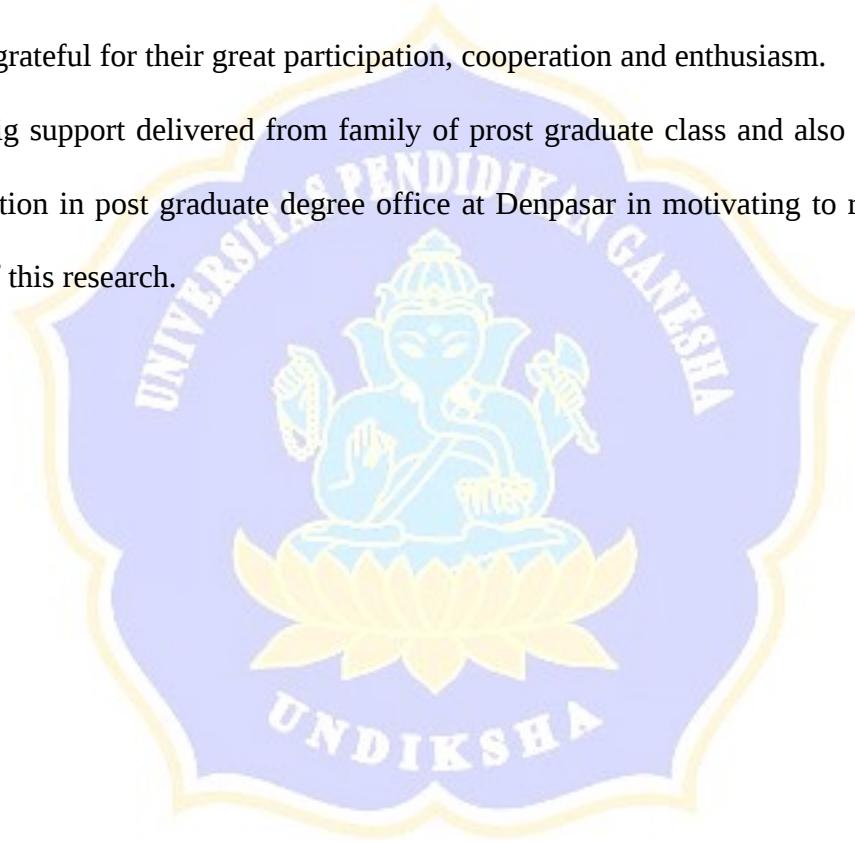 grateful for their great participation, cooperation and enthusiasm.
support delivered from family of prost graduate class and also
in post graduate degree office at Denpasar in motivating to
this research.
UNIVERSITAS PENDIDIKAN GANESHA
UNDIKSHA